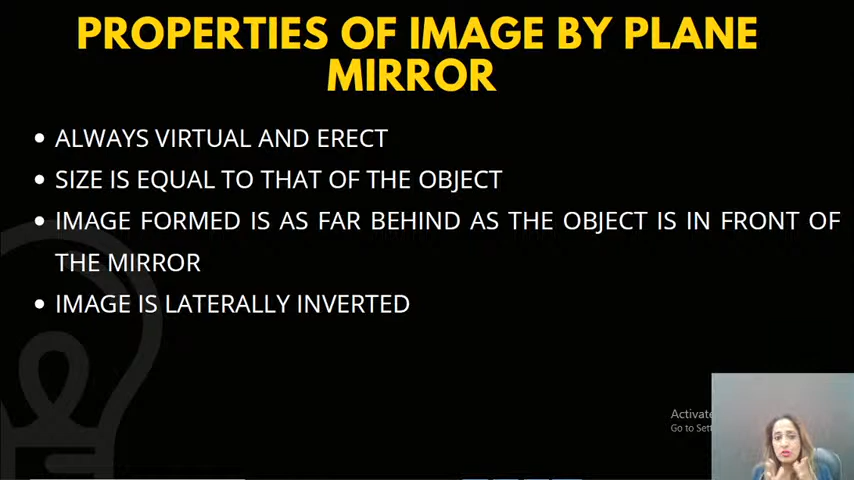 PROPERTIES OF IMAGE BY PLANE
MIRROR
• ALWAYS VIRTUAL AND ERECT
• SIZE IS EQUAL TO THAT OF THE OBJECT
• IMAGE FORMED IS AS FAR BEHIND AS THE OBJECT IS IN FRONT OF
THE MIRROR
• IMAGE IS LATERALLY INVERTED
Activate
Go to